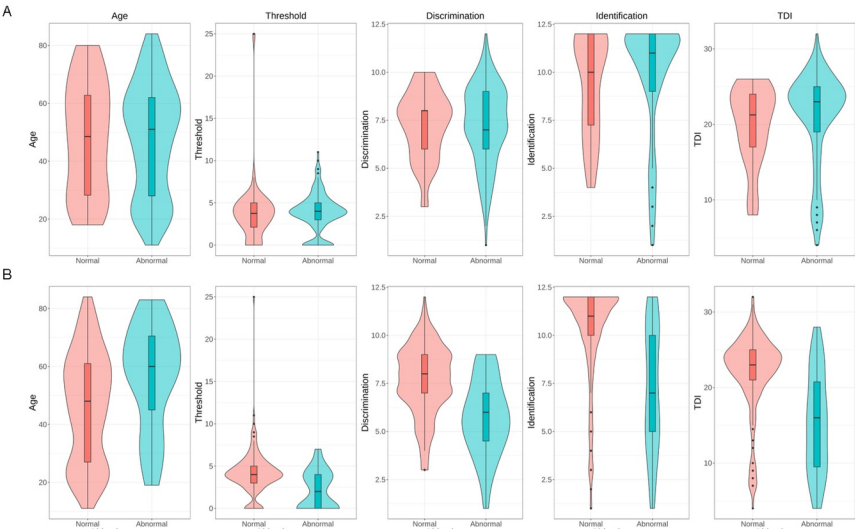 A
Age Threshold Discrimination Identification TDI
Age
80
60
40
20
Normal Abnormal
Threshold
25
20
15
10
5
0
Normal Abnormal
Discrimination
12.5
10.0
7.5
5.0
2.5
Normal Abnormal
Identification
12.5
10.0
7.5
5.0
2.5
Normal Abnormal
TDI
30
20
10
Normal Abnormal
B
Age
80
60
40
20
Normal Abnormal
Threshold
25
20
15
10
5
0
Normal Abnormal
Discrimination
12.5
10.0
7.5
5.0
2.5
Normal Abnormal
Identification
12.5
10.0
7.5
5.0
2.5
Normal Abnormal
TDI
30
20
10
Normal Abnormal